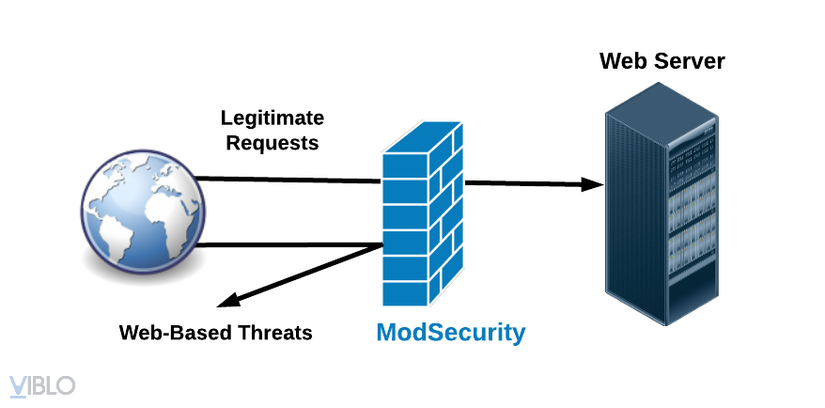 Web Server
Legitimate
Requests
Web-Based Threats
ModSecurity
VIBLO